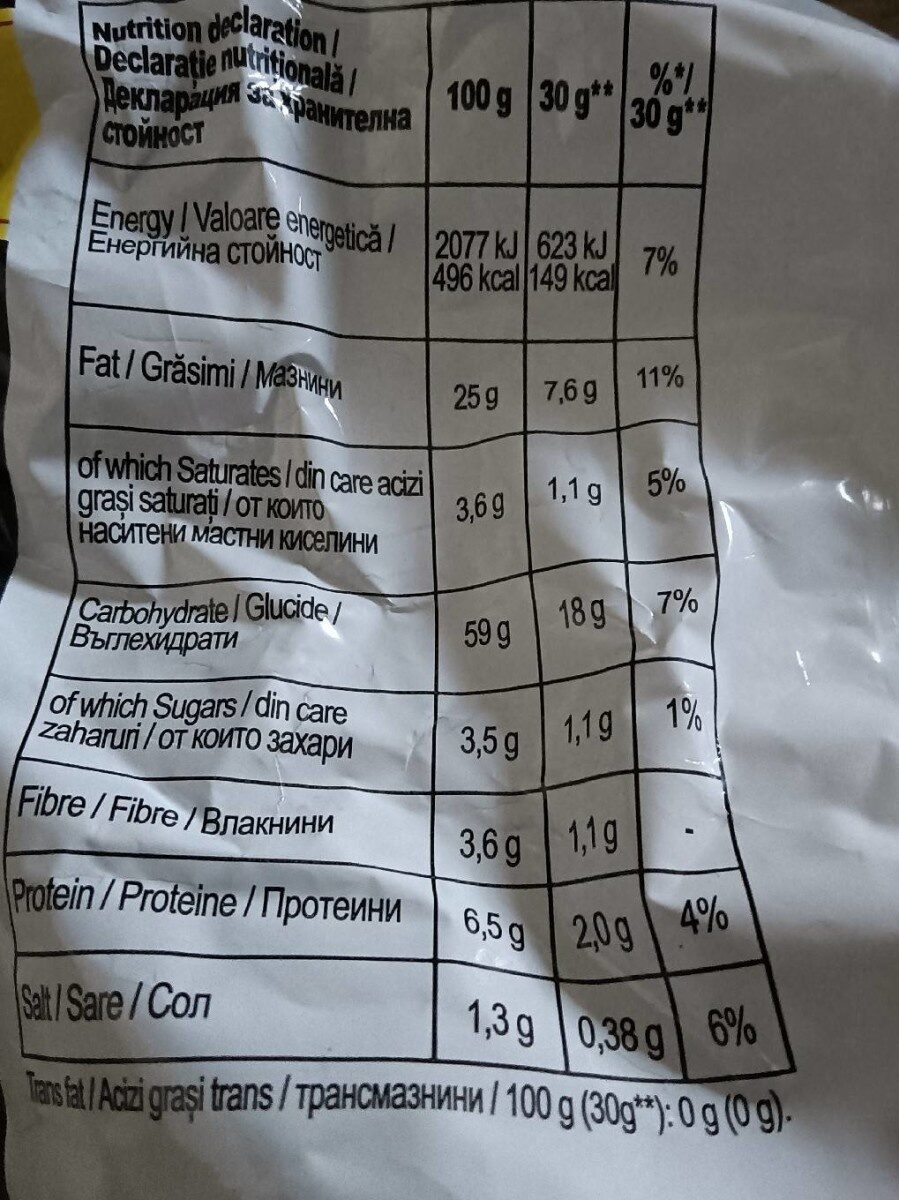 Nutrition declaration /
Declarație nutrițională /
Декларация за хранителна
стойност
100 g
30 g**
%*/
30 g**
Energy / Valoare energetică /
Енергийна стойност
2077 kJ
496 kcal
623 kJ
149 kcal
7%
Fat / Grăsimi / Мазнини
25 g
7,6 g
11%
of which Saturates / din care acizi
grași saturați / от които
наситени мастни киселини
3,6 g
1,1 g
5%
Carbohydrate / Glucide /
Въглехидрати
59 g
18 g
7%
of which Sugars / din care
zaharuri / от които захари
3,5 g
1,1 g
1%
Fibre / Fibre / Влакнини
3,6 g
1,1 g
-
Protein / Proteine / Протеини
6,5 g
2,0 g
4%
Salt / Sare / Сол
1,3 g
0,38 g
6%
Trans fat / Acizi grași trans / трансмазнини / 100 g (30g**): 0 g (0 g).